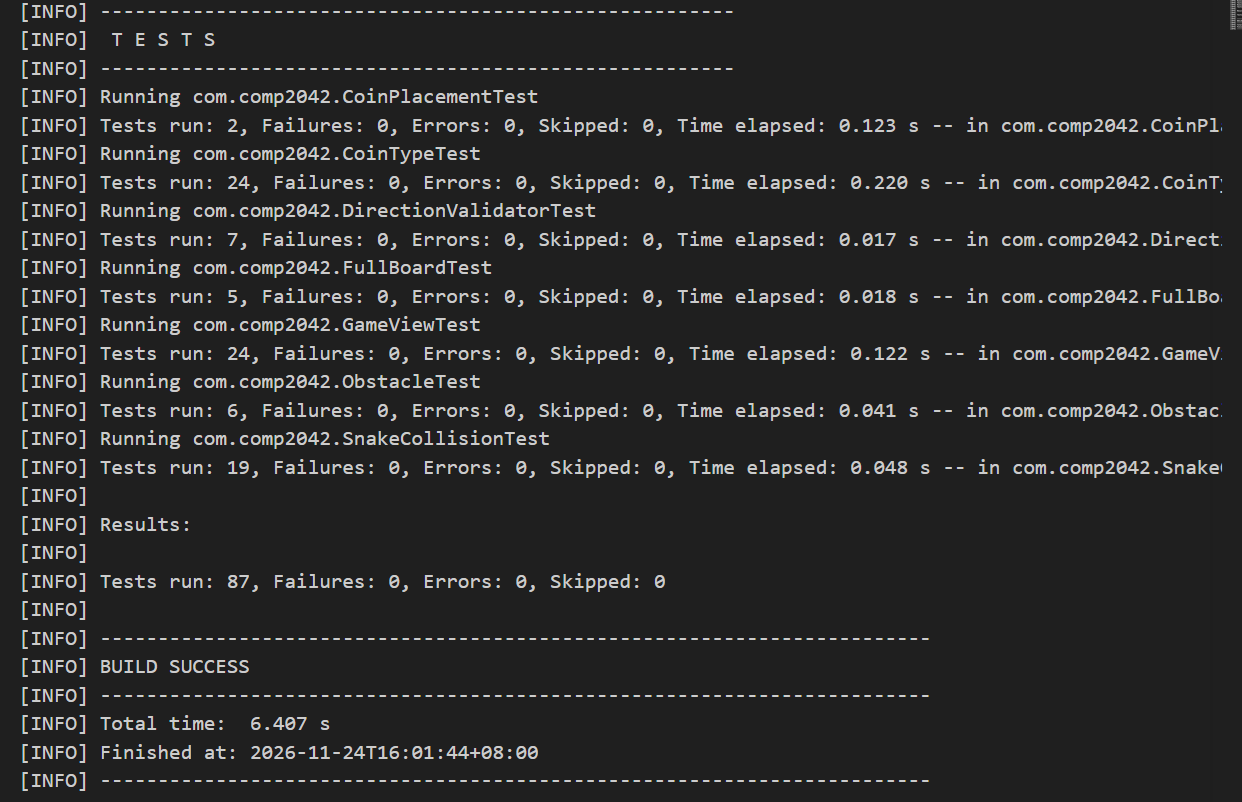 [INFO] -------------------------------------------------------
[INFO]  T E S T S
[INFO] -------------------------------------------------------
[INFO] Running com.comp2042.CoinPlacementTest
[INFO] Tests run: 2, Failures: 0, Errors: 0, Skipped: 0, Time elapsed: 0.123 s -- in com.comp2042.CoinPl
[INFO] Running com.comp2042.CoinTypeTest
[INFO] Tests run: 24, Failures: 0, Errors: 0, Skipped: 0, Time elapsed: 0.220 s -- in com.comp2042.CoinT
[INFO] Running com.comp2042.DirectionValidatorTest
[INFO] Tests run: 7, Failures: 0, Errors: 0, Skipped: 0, Time elapsed: 0.017 s -- in com.comp2042.Direct
[INFO] Running com.comp2042.FullBoardTest
[INFO] Tests run: 5, Failures: 0, Errors: 0, Skipped: 0, Time elapsed: 0.018 s -- in com.comp2042.FullBo
[INFO] Running com.comp2042.GameViewTest
[INFO] Tests run: 24, Failures: 0, Errors: 0, Skipped: 0, Time elapsed: 0.122 s -- in com.comp2042.GameV
[INFO] Running com.comp2042.ObstacleTest
[INFO] Tests run: 6, Failures: 0, Errors: 0, Skipped: 0, Time elapsed: 0.041 s -- in com.comp2042.Obstac
[INFO] Running com.comp2042.SnakeCollisionTest
[INFO] Tests run: 19, Failures: 0, Errors: 0, Skipped: 0, Time elapsed: 0.048 s -- in com.comp2042.Snake
[INFO]
[INFO] Results:
[INFO]
[INFO] Tests run: 87, Failures: 0, Errors: 0, Skipped: 0
[INFO]
[INFO] ------------------------------------------------------------------------
[INFO] BUILD SUCCESS
[INFO] ------------------------------------------------------------------------
[INFO] Total time:  6.407 s
[INFO] Finished at: 2026-11-24T16:01:44+08:00
[INFO] ------------------------------------------------------------------------